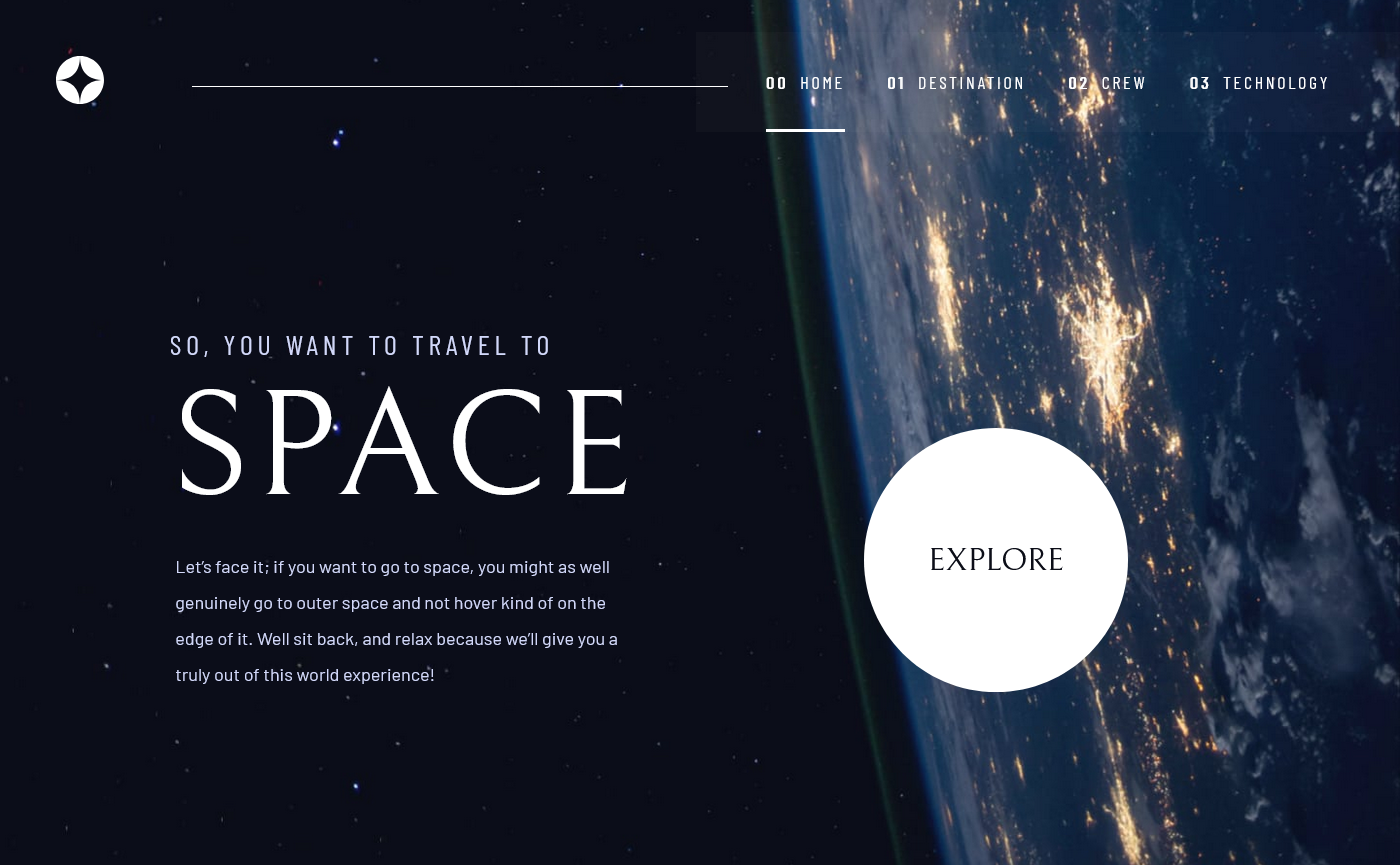 00 HOME 01 DESTINATION 02 CREW 03 TECHNOLOGY
SO, YOU WANT TO TRAVEL TO
SPACE
Let’s face it; if you want to go to space, you might as well
genuinely go to outer space and not hover kind of on the
edge of it. Well sit back, and relax because we’ll give you a
truly out of this world experience!
EXPLORE